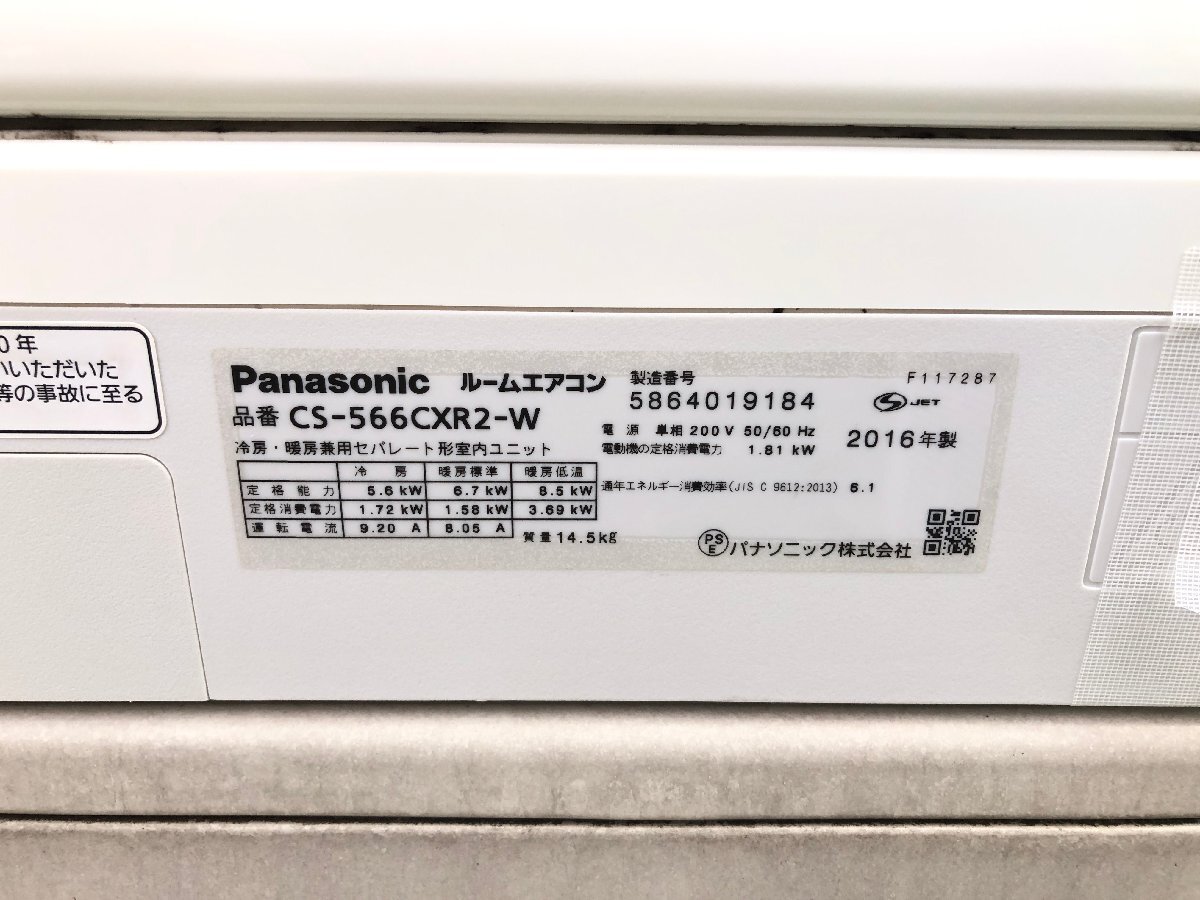 0年
いただいた
等の事故に至る
Panasonic ルームエアコン
品番 CS-566CXR2-W
冷房・暖房兼用セパレート形室内ユニット
冷房 暖房標準 暖房低温
定格能力 5.6 kW 6.7 kW 8.5 kW
定格消費電力 1.72 kW 1.58 kW 3.69 kW
運転電流 9.20 A 8.05 A
質量 14.5kg
製造番号 F117287
5864019184 JET
電源 単相 200V 50/60 Hz
電動機の定格消費電力 1.81 kW
2016年製
通年エネルギー消費効率(JIS C 9612:2013) 6.1
PSE パナソニック株式会社